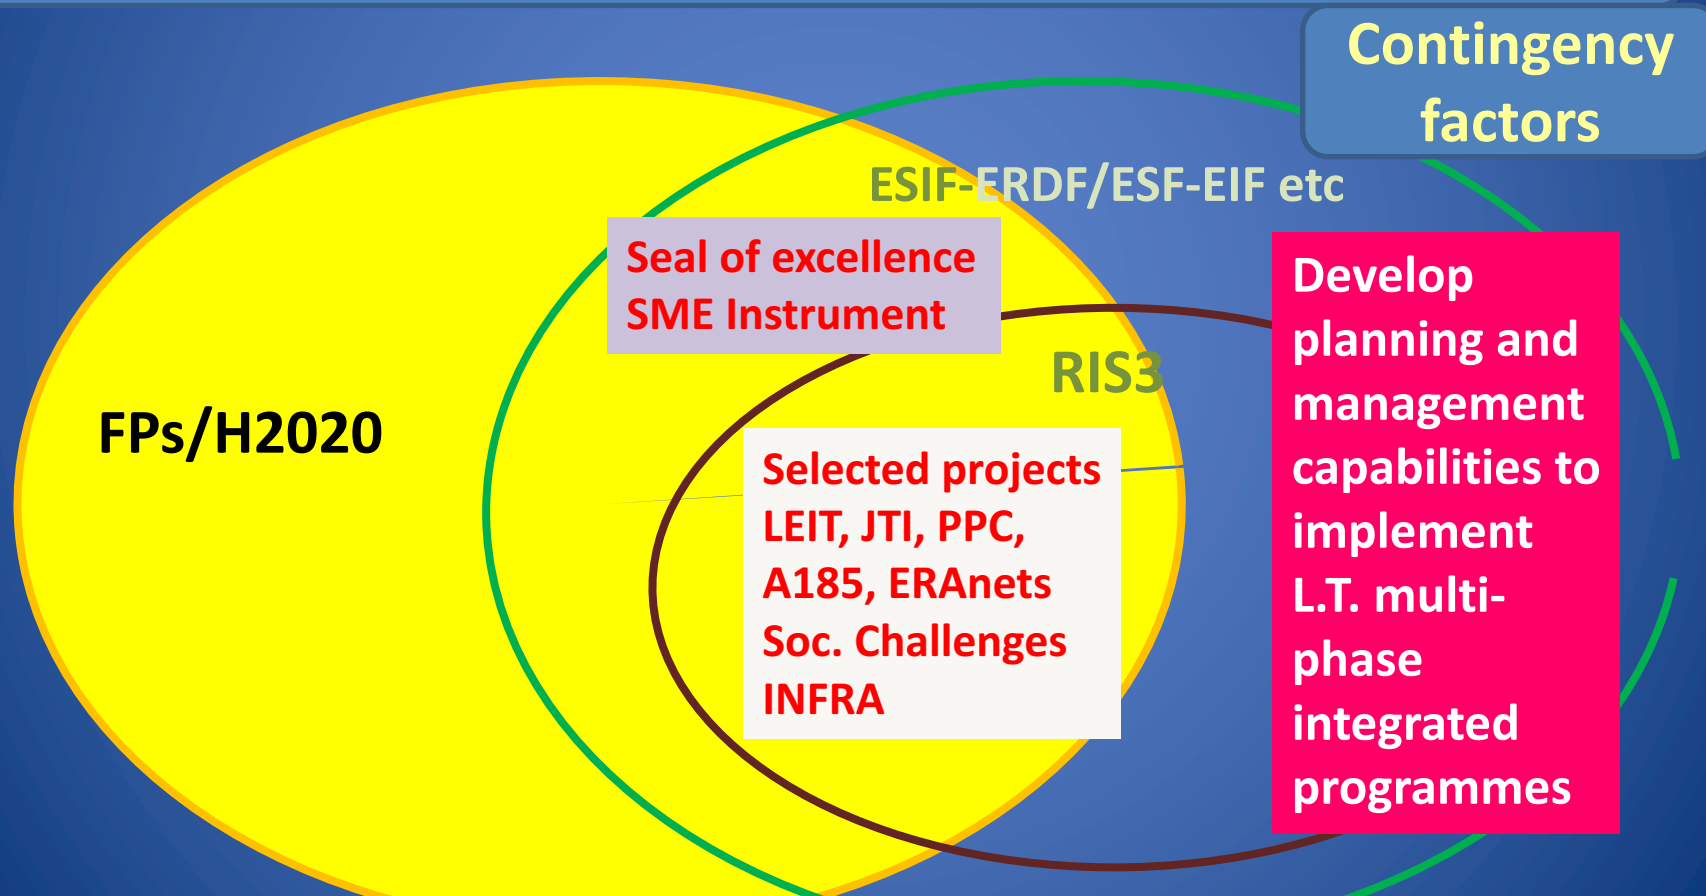 Contingency
factors
ESIF-ERDF/ESF-EIF etc
Seal of excellence
SME Instrument
RIS3
FPs/H2020
Selected projects
LEIT, JTI, PPC,
A185, ERAnets
Soc. Challenges
INFRA
Develop
planning and
management
capabilities to
implement
L.T. multi-
phase
integrated
programmes